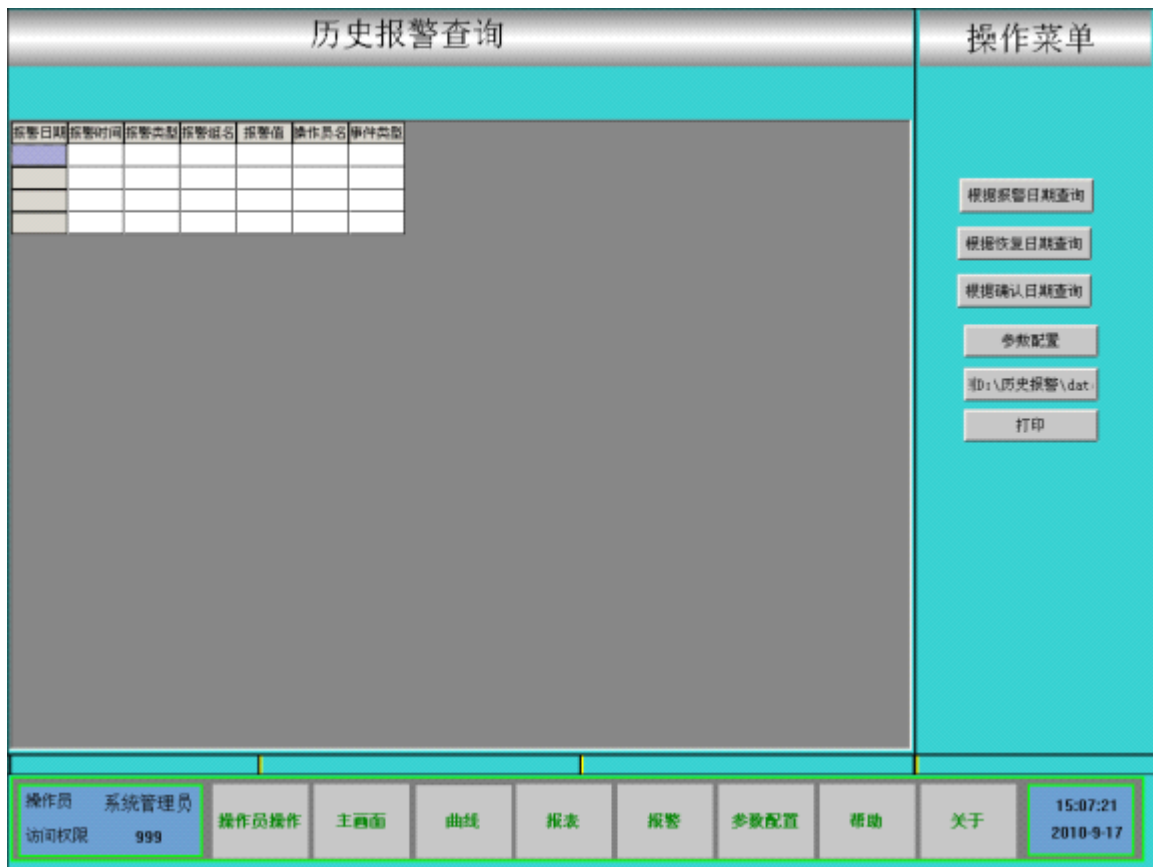 历史报警查询
操作菜单
报警日期 报警时间 报警类型 报警组名 报警值 操作员名 事件类型
根据报警日期查询
根据恢复日期查询
根据确认日期查询
参数配置
D:\历史报警\dat
打印
操作员 系统管理员
访问权限 999
操作员操作 主画面 曲线 报表 报警 参数配置 帮助 关于
15:07:21
2010-9-17